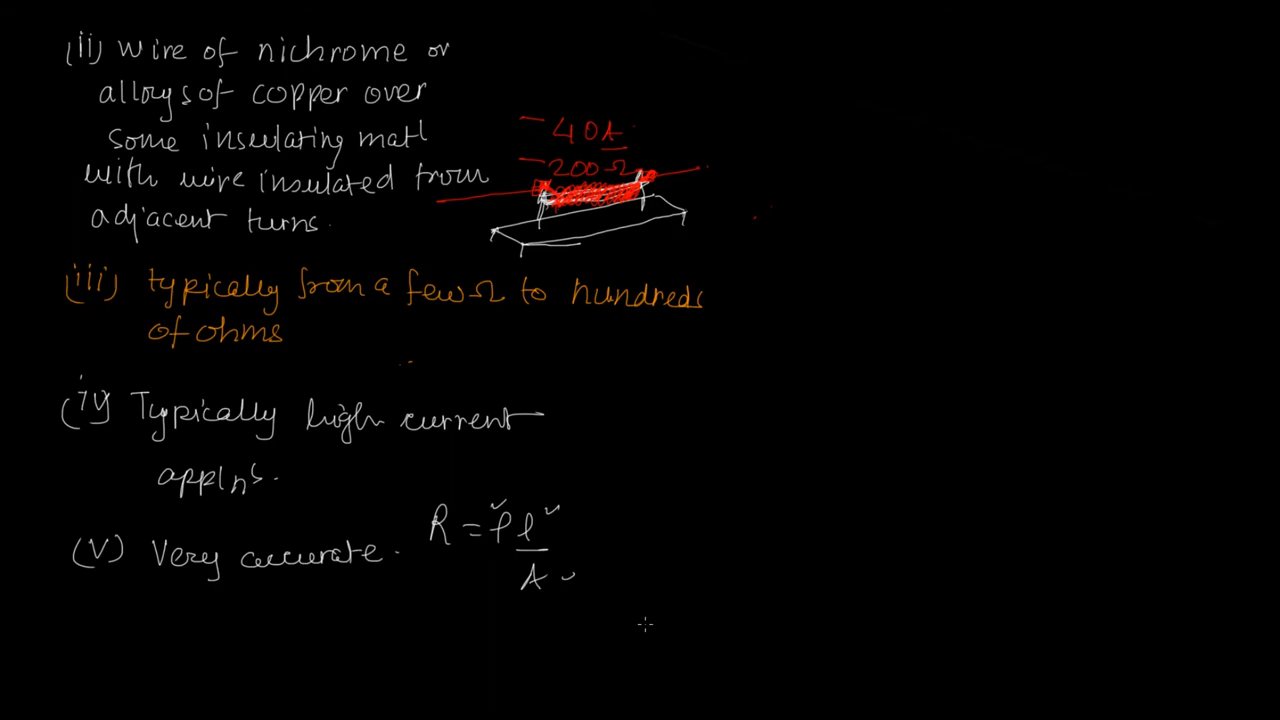 (ii) wire of nichrome or
alloys of copper over
some insulating matl
with wire insulated from
adjacent turns.
- 40A
- 200Ω
(iii) typically from a few Ω to hundreds
of ohms
(iv) Typically high current
applns.
(v) Very accurate.
R = ρl
A